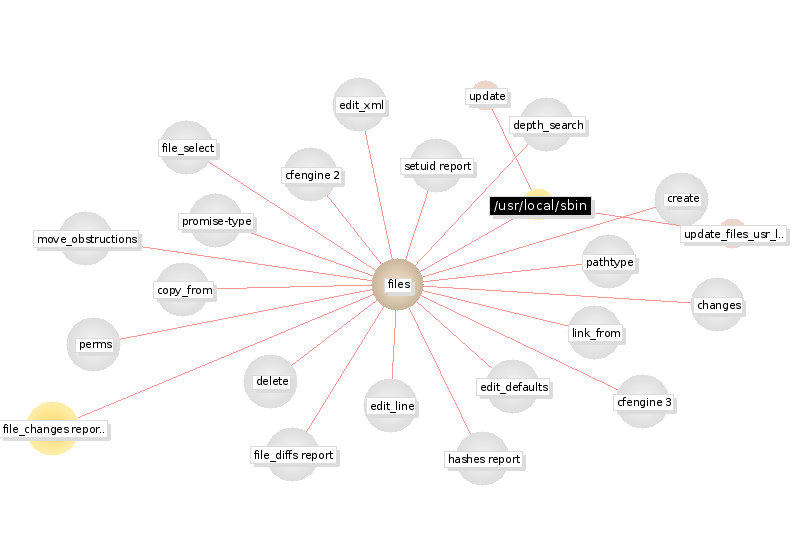 update
edit_xml
depth_search
file_select
setuid report
cfengine 2
create
/usr/local/sbin
promise-type
update_files_usr_l..
move_obstructions
pathtype
files
copy_from
changes
link_from
perms
delete
edit_defaults
cfengine 3
edit_line
file_changes repor..
file_diffs report
hashes report